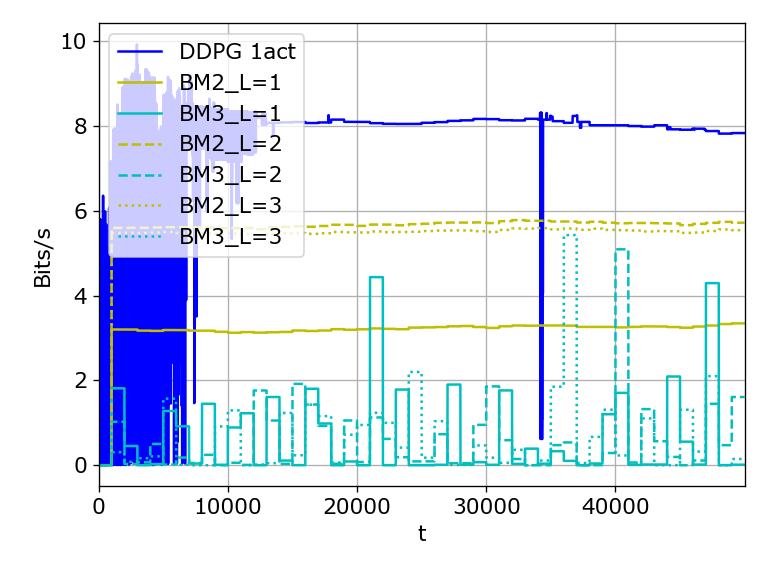 10
8
6
4
2
0
Bits/s
DDPG 1act
BM2_L=1
BM3_L=1
BM2_L=2
BM3_L=2
BM2_L=3
BM3_L=3
0 10000 20000 30000 40000
t